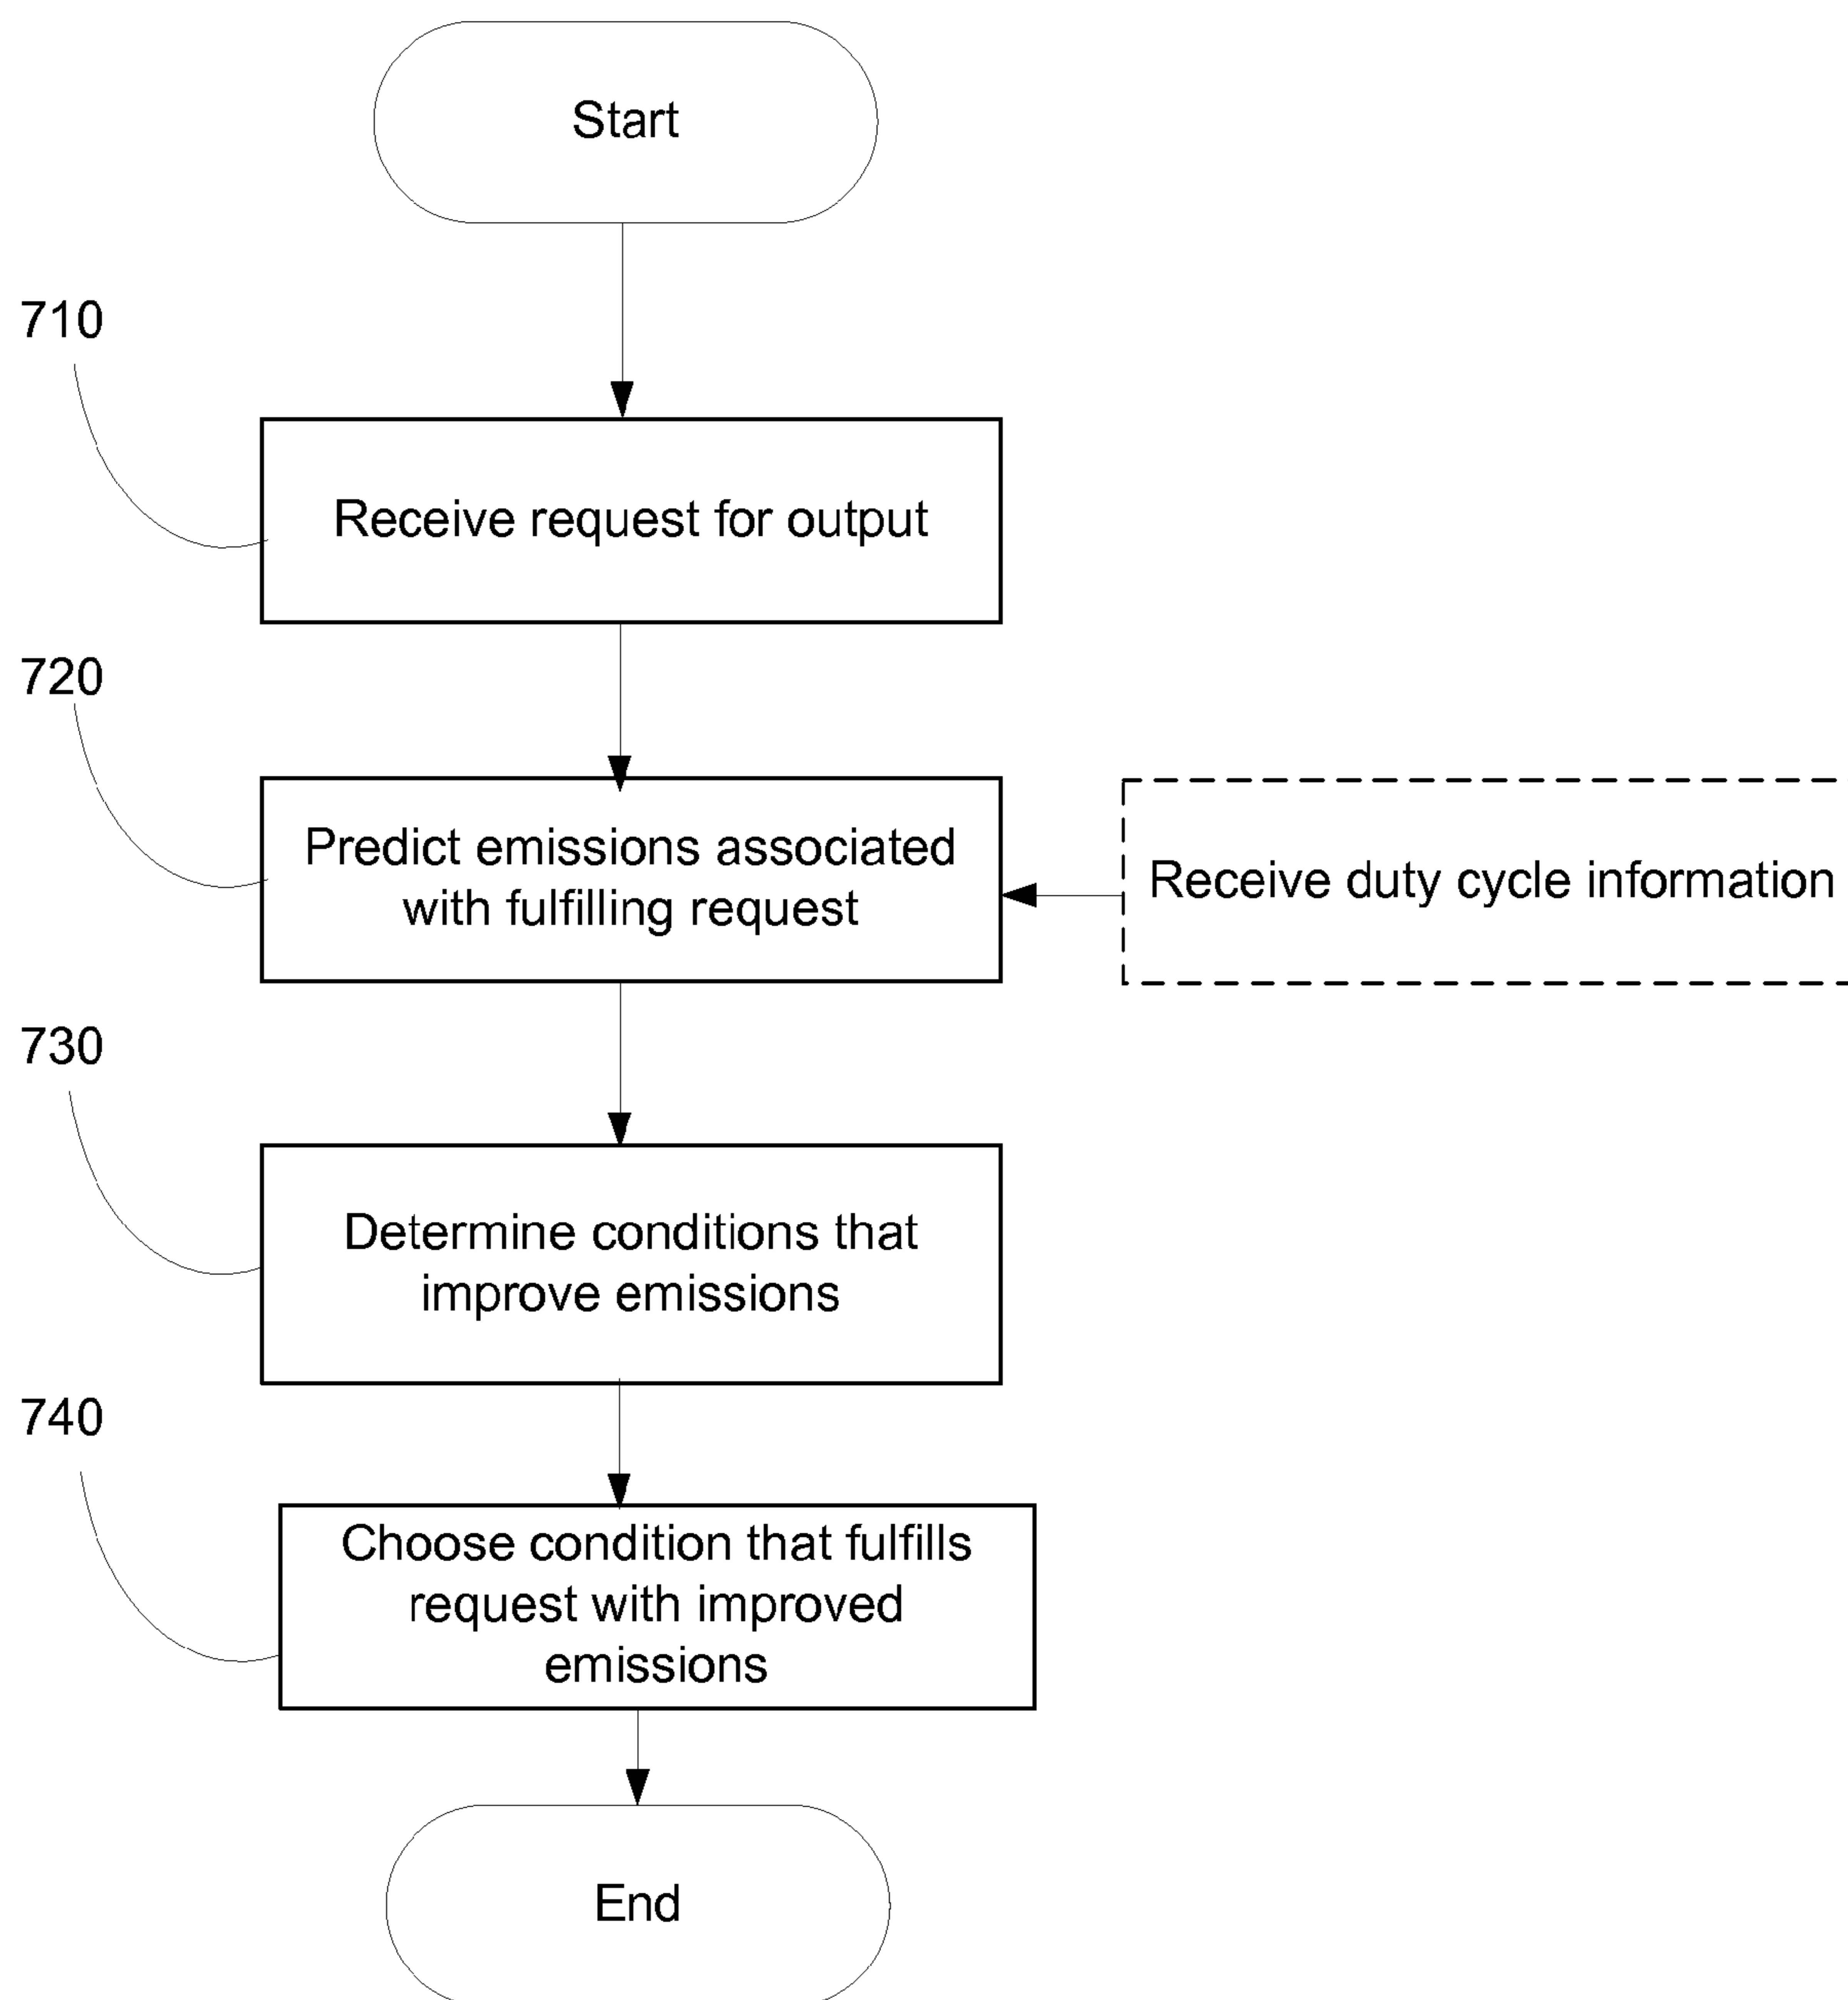 Start
710
Receive request for output
720
Predict emissions associated
with fulfilling request
Receive duty cycle information
730
Determine conditions that
improve emissions
740
Choose condition that fulfills
request with improved
emissions
End